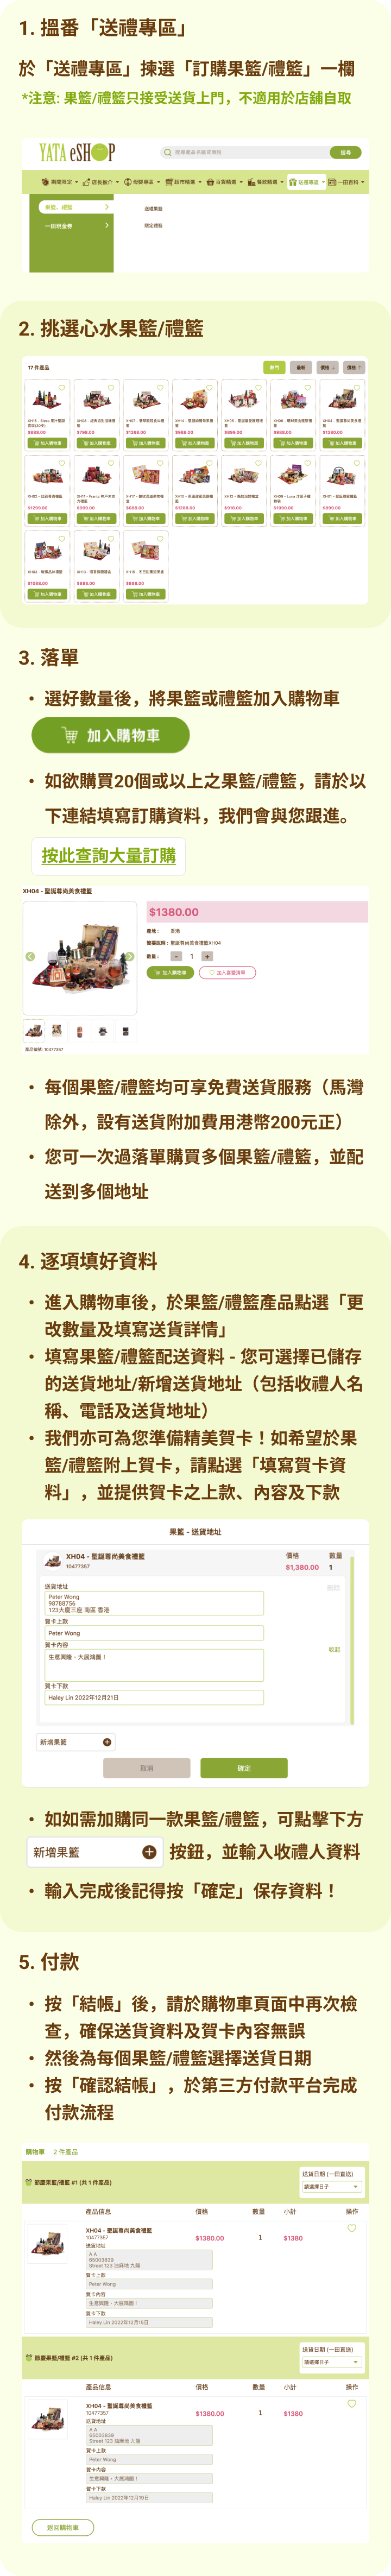 1. 搵番「送禮專區」
於「送禮專區」揀選「訂購果籃/禮籃」一欄
*注意: 果籃/禮籃只接受送貨上門，不適用於店舖自取
YATA eSHOP
搜尋產品名稱或類別
搜尋
期間限定
店長推介
母嬰專區
超市精選
百貨精選
餐飲精選
送禮專區
一田百科
果籃、禮籃
送禮果籃
一田現金券
限定禮籃
2. 挑選心水果籃/禮籃
17 件產品
熱門
最新
價格 ↓
價格 ↑
$1380.00
加入購物車
3. 落單
• 選好數量後，將果籃或禮籃加入購物車
加入購物車
• 如欲購買20個或以上之果籃/禮籃，請於以
下連結填寫訂購資料，我們會與您跟進。
按此查詢大量訂購
XH04 - 聖誕尊尚美食禮籃
$1380.00
產地 :
香港
聖誕尊尚美食禮籃XH04
數量 :
-
1
+
加入購物車
加入喜愛清單
產品編號: 10477357
• 每個果籃/禮籃均可享免費送貨服務（馬灣
除外，設有送貨附加費用港幣200元正）
• 您可一次過落單購買多個果籃/禮籃，並配
送到多個地址
4. 逐項填好資料
• 進入購物車後，於果籃/禮籃產品點選「更
改數量及填寫送貨詳情」
• 填寫果籃/禮籃配送資料 - 您可選擇已儲存
的送貨地址/新增送貨地址（包括收禮人名
稱、電話及送貨地址）
• 我們亦可為您準備精美賀卡！如希望於果
籃/禮籃附上賀卡，請點選「填寫賀卡資
料」，並提供賀卡之上款、內容及下款
果籃 - 送貨地址
XH04 - 聖誕尊尚美食禮籃
價格
數量
10477357
$1,380.00
1
送貨地址
Peter Wong
98788756
123大廈三座 南區 香港
賀卡上款
Peter Wong
賀卡內容
收起
生意興隆，大展鴻圖！
賀卡下款
Haley Lin 2022年12月21日
新增果籃
取消
確定
• 如如需加購同一款果籃/禮籃，可點擊下方
新增果籃
按鈕，並輸入收禮人資料
• 輸入完成後記得按「確定」保存資料！
5. 付款
• 按「結帳」後，請於購物車頁面中再次檢
查，確保送貨資料及賀卡內容無誤
• 然後為每個果籃/禮籃選擇送貨日期
• 按「確認結帳」，於第三方付款平台完成
付款流程
購物車
2 件產品
節慶果籃/禮籃 #1 (共 1 件產品)
送貨日期 (一田直送)
請選擇日子
產品信息
價格
數量
小計
操作
XH04 - 聖誕尊尚美食禮籃
10477357
$1380.00
1
$1380
送貨地址
A A
65003839
Street 123 油麻地 九龍
賀卡上款
Peter Wong
賀卡內容
生意興隆，大展鴻圖！
賀卡下款
Haley Lin 2022年12月15日
節慶果籃/禮籃 #2 (共 1 件產品)
送貨日期 (一田直送)
請選擇日子
產品信息
價格
數量
小計
操作
XH04 - 聖誕尊尚美食禮籃
10477357
$1380.00
1
$1380
送貨地址
A A
65003839
Street 123 油麻地 九龍
賀卡上款
Peter Wong
賀卡內容
生意興隆，大展鴻圖！
賀卡下款
Haley Lin 2022年12月19日
返回購物車